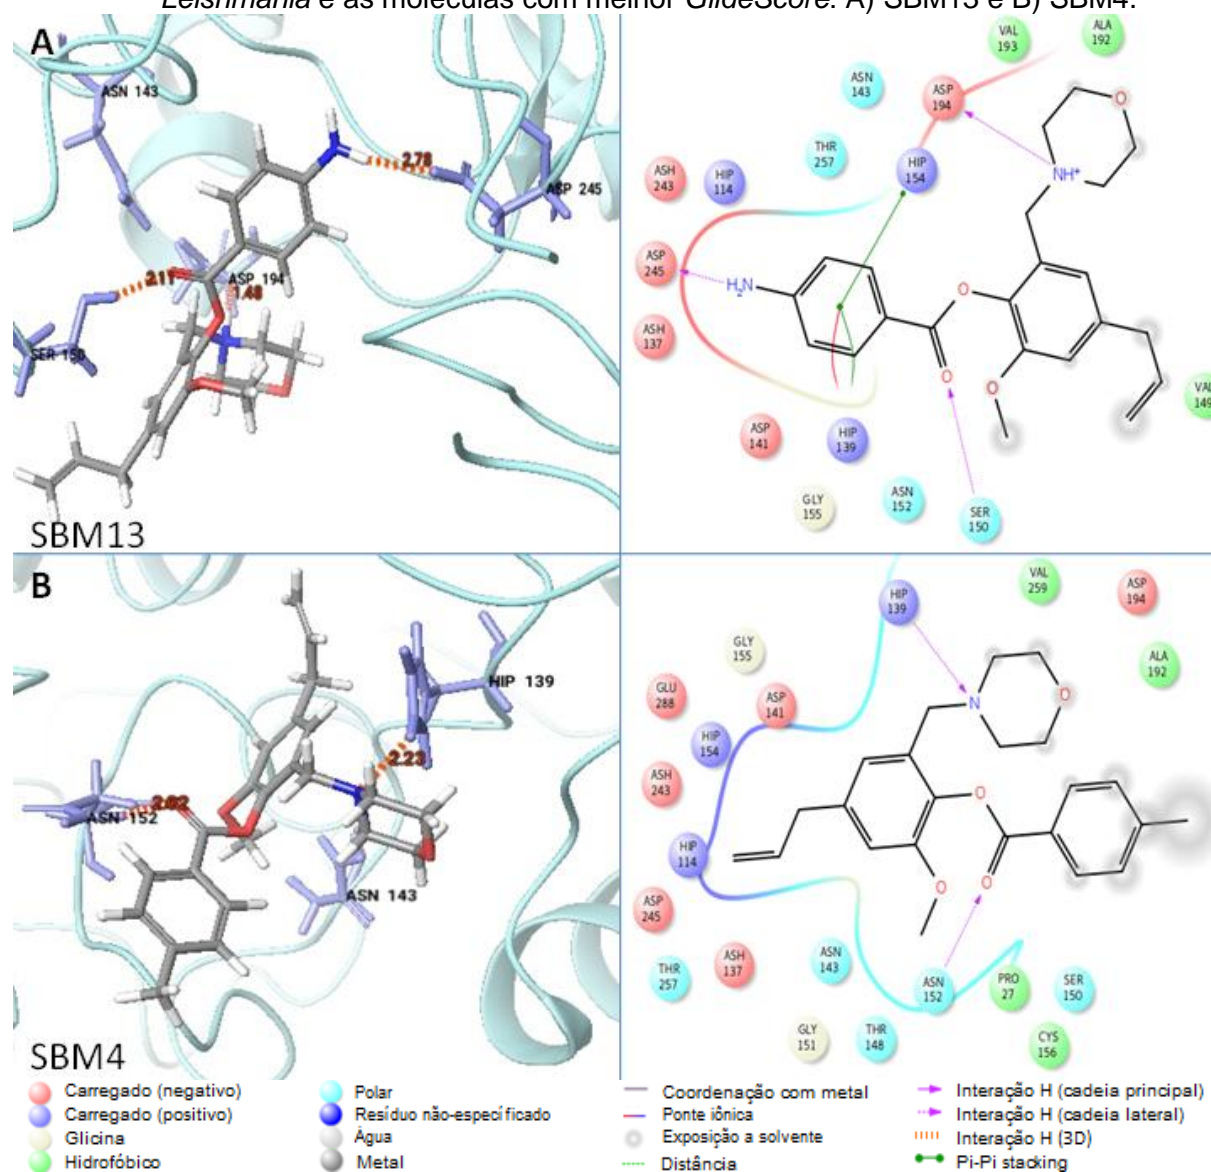 Leishmania e as moléculas com melhor GlideScore. A) SBM13 e B) SBM4.
A
ASN 143
2.78
ASP 245
2.11
ASP 194
1.48
SER 150
SBM13
VAL 193
ALA 192
ASN 143
ASP 194
THR 257
HIP 154
ASH 243
HIP 114
NH+
O
ASP 245
H2N
O
ASH 137
O
O
VAL 149
ASP 141
HIP 139
GLY 155
ASN 152
SER 150
B
HIP 139
2.23
2.02
ASN 152
ASN 143
SBM4
HIP 139
VAL 259
ASP 194
GLY 155
ALA 192
GLU 288
ASP 141
N
O
HIP 154
ASH 243
O
HIP 114
O
O
ASP 245
THR 257
ASH 137
ASN 143
ASN 152
PRO 27
SER 150
GLY 151
THR 148
CYS 156
Carregado (negativo)
Carregado (positivo)
Glicina
Hidrofóbico
Polar
Resíduo não-específicado
Água
Metal
Coordenação com metal
Ponte iônica
Exposição a solvente
Distância
Interação H (cadeia principal)
Interação H (cadeia lateral)
Interação H (3D)
Pi-Pi stacking